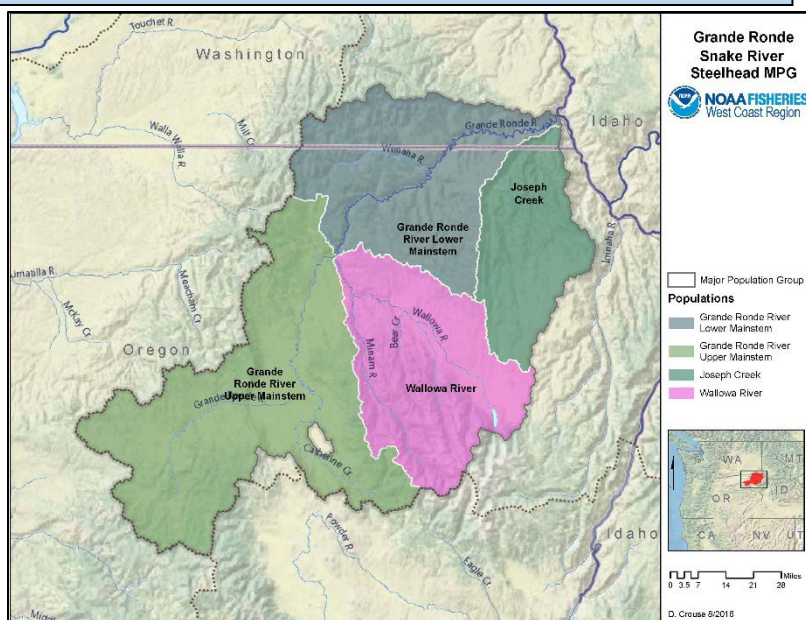 Grande Ronde
Snake River
Steelhead MPG
NOAA FISHERIES
West Coast Region
Touchet R.
Washington
Walla Walla R.
Mill Cr.
Grande Ronde R.
Wenaha R.
Idaho
Joseph
Creek
Grande Ronde
River Lower
Mainstem
Imnaha R.
Umatilla R.
McKay Cr.
Meacham Cr.
Oregon
Wallowa R.
Bear Cr.
Minam R.
Wallowa River
Grande
Ronde River
Upper Mainstem
Catherine Cr.
Powder R.
Eagle Cr.
Idaho
Major Population Group
Populations
Grande Ronde River
Lower Mainstem
Grande Ronde River
Upper Mainstem
Joseph Creek
Wallowa River
WA
MT
OR
ID
CA
NV
UT
Miles
0 3.5 7 14 21 28
D. Crouse 8/2016